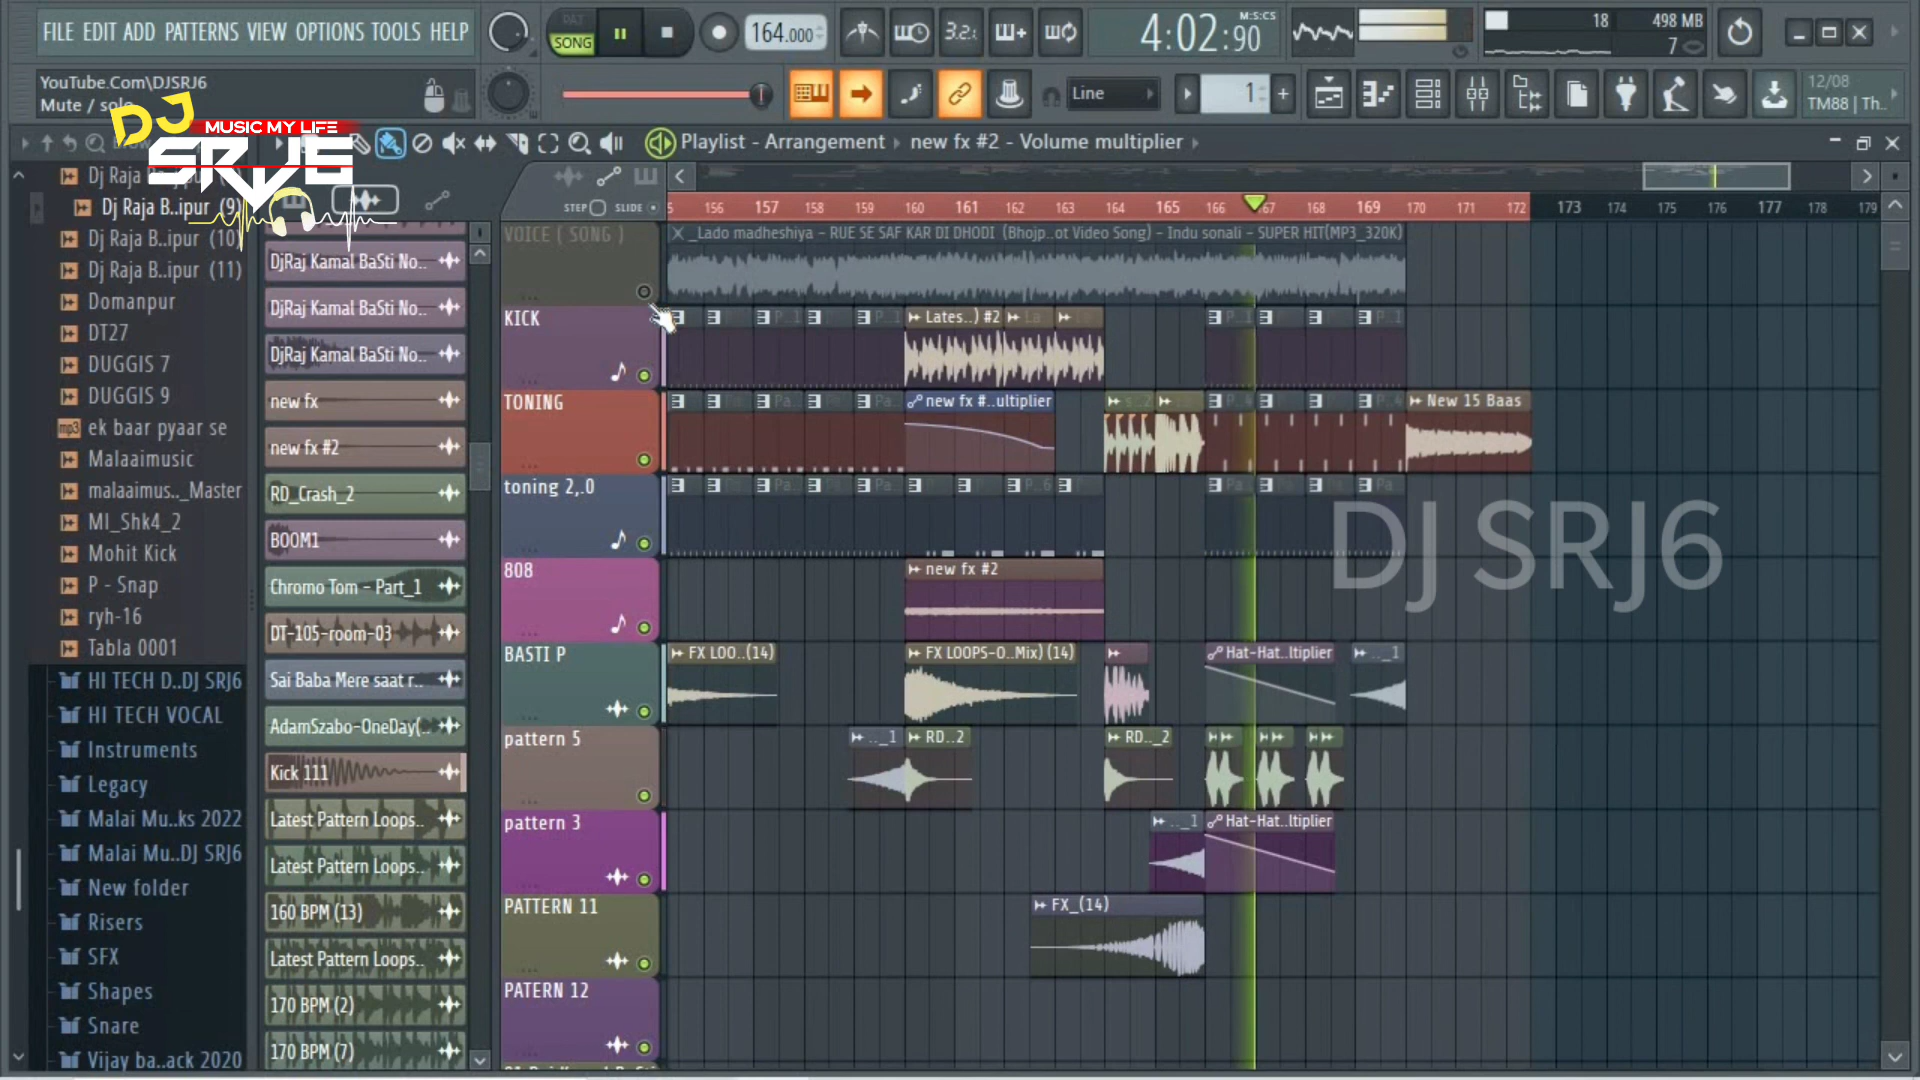 FILE EDIT ADD PATTERNS VIEW OPTIONS TOOLS HELP
PAT
SONG
164.000
3.2.
4:02:90
M:S:CS
18
498 MB
7
YouTube.Com\DJSRJ6
Mute / solo
Line
1
12/08
TM88 | Th..
DJ
MUSIC MY LIFE
SRJ6
Playlist - Arrangement new fx #2 - Volume multiplier
STEP SLIDE
156 157 158 159 160 161 162 163 164 165 166 167 168 169 170 171 172 173 174 175 176 177 178 179
Dj Raja
Dj Raja B..ipur (9)
Dj Raja B..ipur (10)
Dj Raja B..ipur (11)
Domanpur
DT27
DUGGIS 7
DUGGIS 9
ek baar pyaar se
Malaaimusic
malaaimus.._Master
MI_Shk4_2
Mohit Kick
P - Snap
ryh-16
Tabla 0001
HI TECH D..DJ SRJ6
HI TECH VOCAL
Instruments
Legacy
Malai Mu..ks 2022
Malai Mu..DJ SRJ6
New folder
Risers
SFX
Shapes
Snare
Vijay ba..ack 2020
DjRaj Kamal BaSti No..
DjRaj Kamal BaSti No..
DjRaj Kamal BaSti No..
new fx
new fx #2
RD_Crash_2
BOOM1
Chromo Tom - Part_1
DT-105-room-03
Sai Baba Mere saat r..
AdamSzabo-OneDay(..
Kick 111
Latest Pattern Loops..
Latest Pattern Loops..
160 BPM (13)
Latest Pattern Loops..
170 BPM (2)
170 BPM (7)
VOICE ( SONG )
_Lado madheshiya - RUE SE SAF KAR DI DHODI (Bhojp..ot Video Song) - Indu sonali - SUPER HIT(MP3_320K)
KICK
Lates..) #2
TONING
new fx #..ultiplier
New 15 Baas
toning 2,.0
808
new fx #2
BASTI P
FX LOO..(14)
FX LOOPS-O..Mix) (14)
Hat-Hat..ltiplier
.._1
pattern 5
.._1
RD..2
RD.._2
pattern 3
.._1
Hat-Hat..ltiplier
PATTERN 11
FX_(14)
PATERN 12
DJ SRJ6